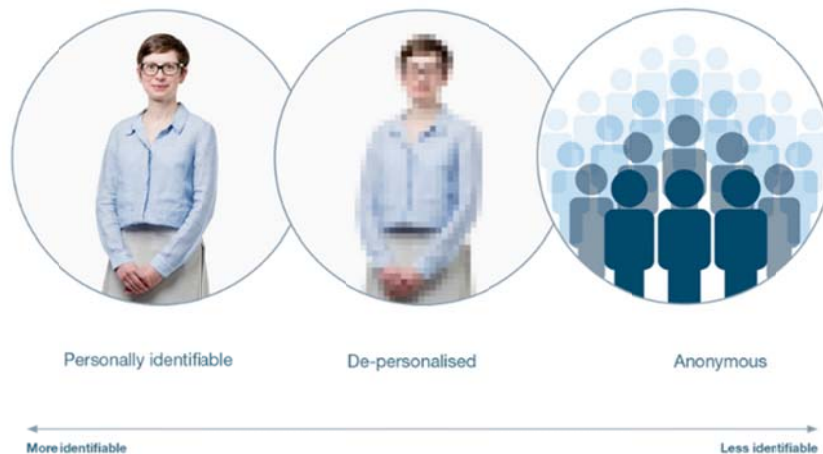 Personally identifiable
De-personalised
Anonymous
More identifiable
Less identifiable